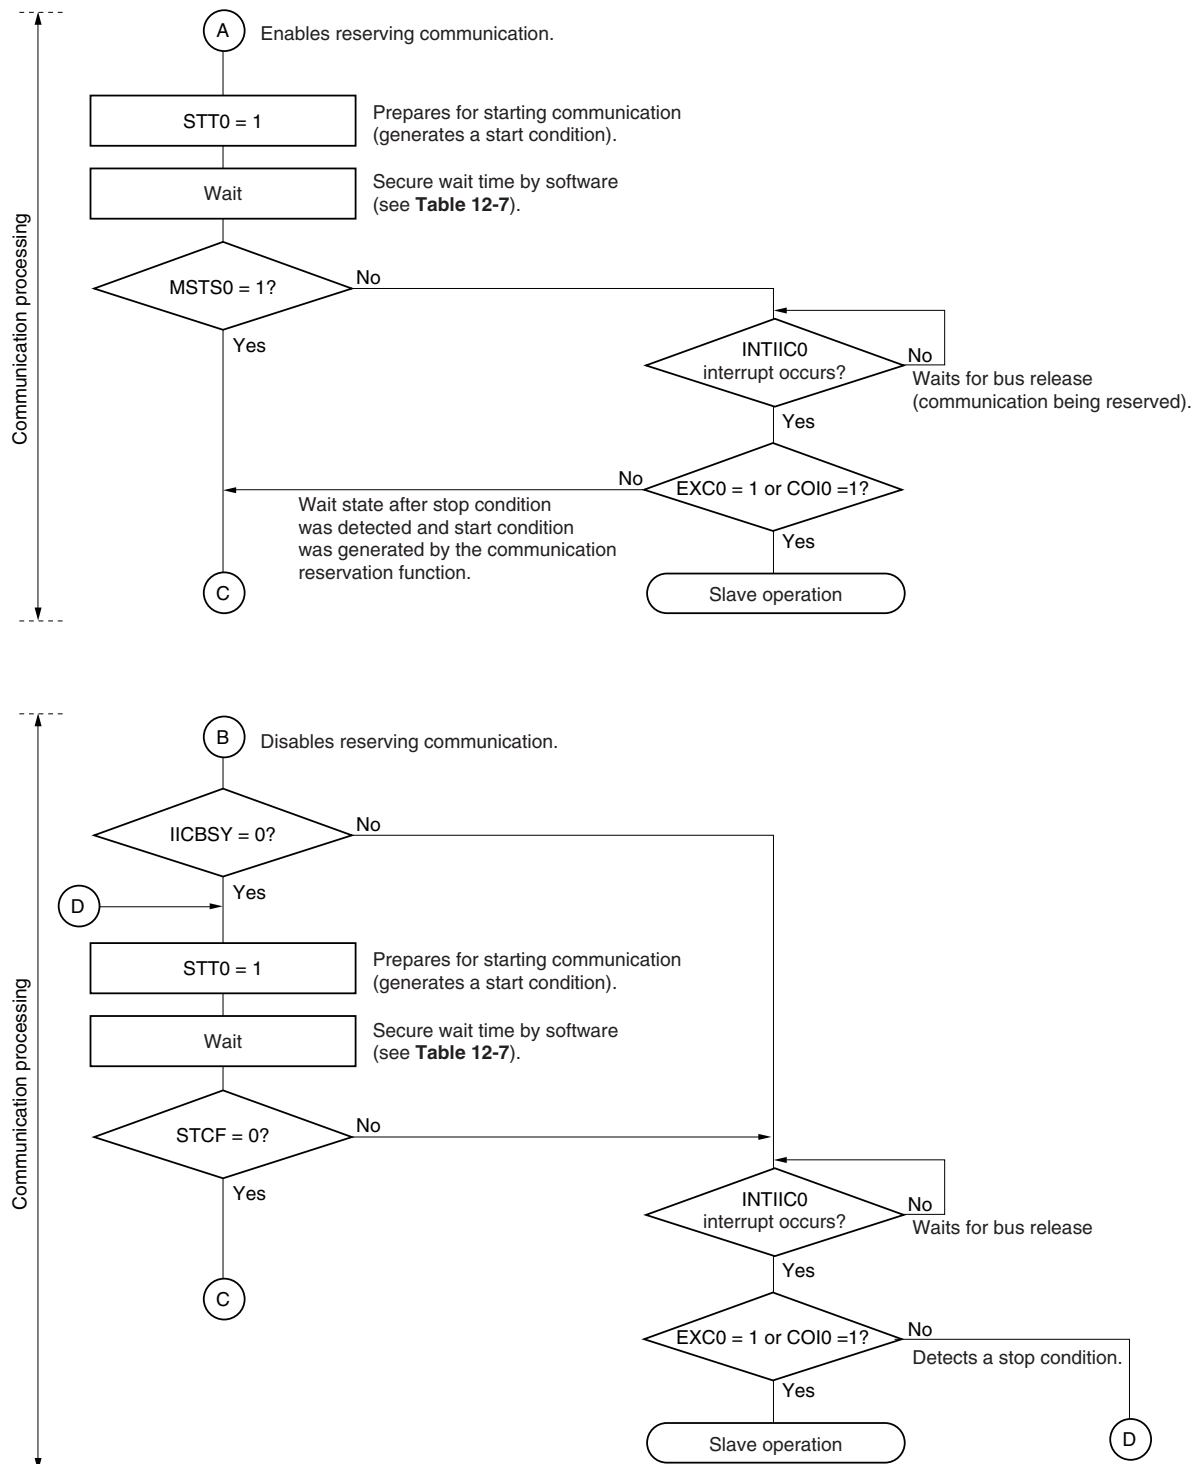 A
Enables reserving communication.
STT0 = 1
Prepares for starting communication
(generates a start condition).
Wait
Secure wait time by software
(see Table 12-7).
Communication processing
MSTS0 = 1?
No
Yes
INTIIC0
interrupt occurs?
No
Waits for bus release
(communication being reserved).
Yes
EXC0 = 1 or COI0 =1?
No
Wait state after stop condition
was detected and start condition
was generated by the communication
reservation function.
Yes
C
Slave operation
B
Disables reserving communication.
IICBSY = 0?
No
Yes
D
STT0 = 1
Prepares for starting communication
(generates a start condition).
Wait
Secure wait time by software
(see Table 12-7).
Communication processing
STCF = 0?
No
Yes
INTIIC0
interrupt occurs?
No
Waits for bus release
Yes
C
EXC0 = 1 or COI0 =1?
No
Detects a stop condition.
Yes
Slave operation
D